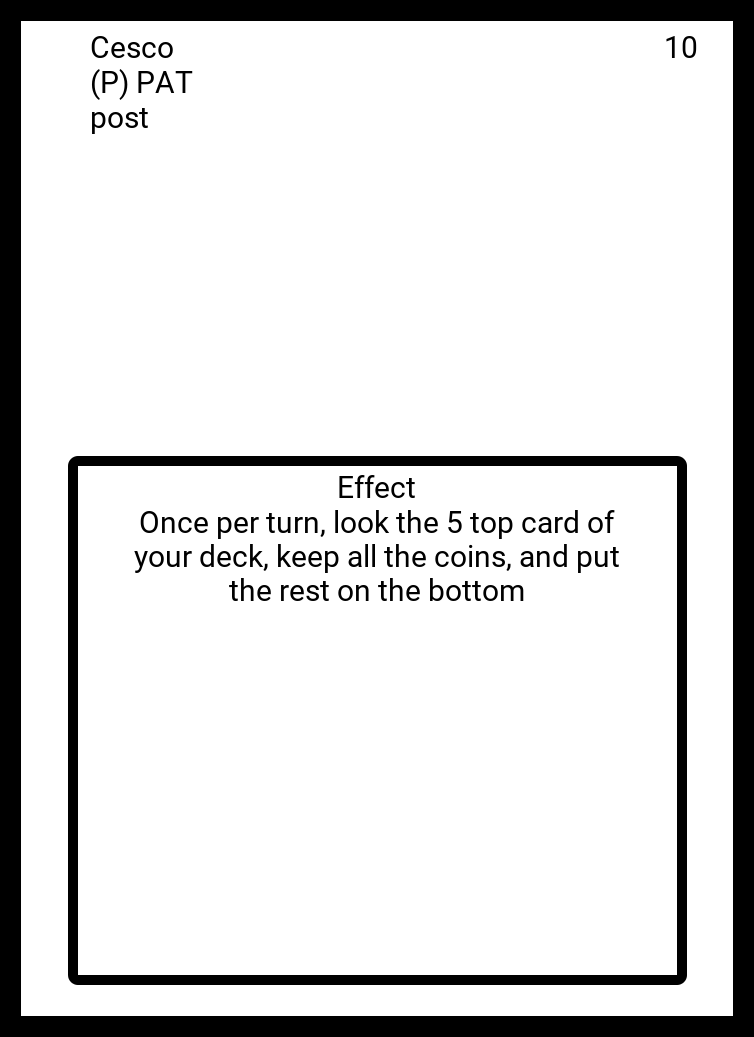 Cesco
10
(P) PAT
post
Effect
Once per turn, look the 5 top card of
your deck, keep all the coins, and put
the rest on the bottom